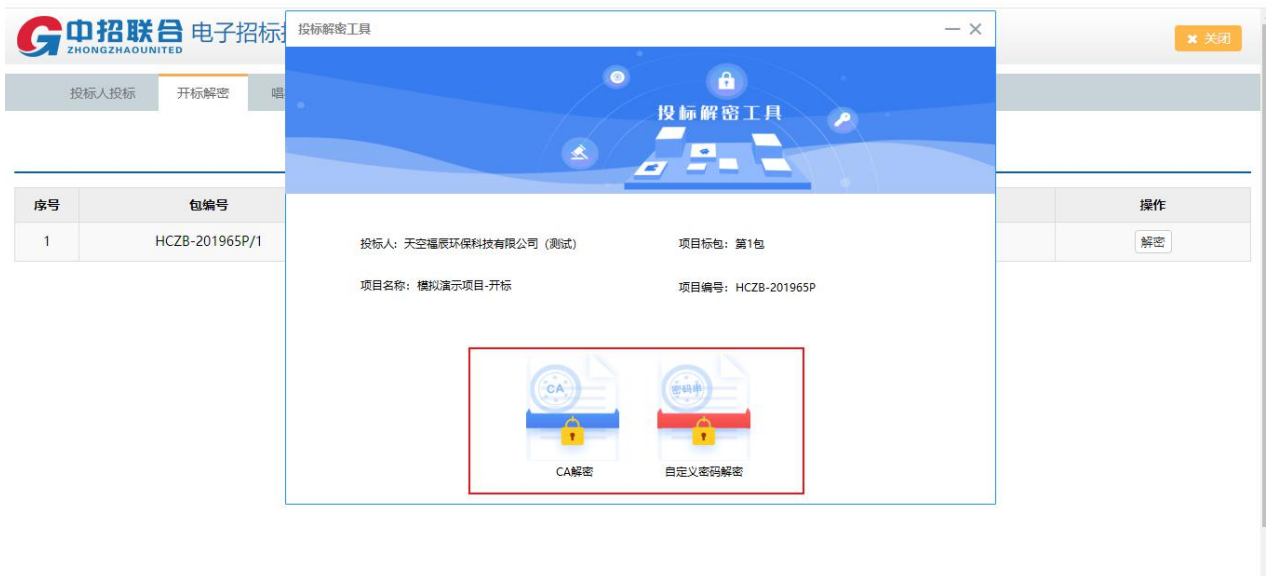 中招联合 电子招标
ZHONGZHAOUNITED
投标解密工具
关闭
投标人投标 开标解密 唱
投标解密工具
序号 包编号 操作
1 HCZB-201965P/1 解密
投标人：天空福辰环保科技有限公司（测试） 项目标包：第1包
项目名称：模拟演示项目-开标 项目编号：HCZB-201965P
CA 密码串
CA解密 自定义密码解密